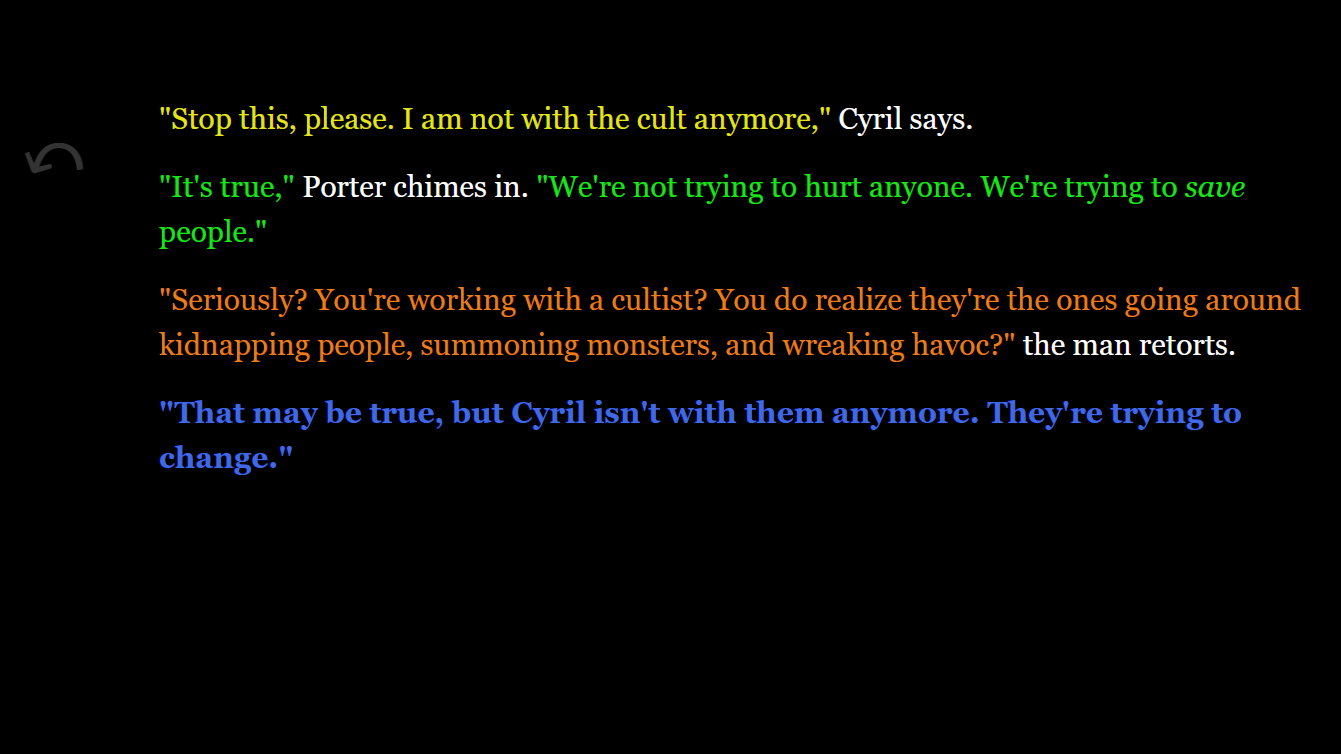 "Stop this, please. I am not with the cult anymore," Cyril says.
"It's true," Porter chimes in. "We're not trying to hurt anyone. We're trying to save
people."
"Seriously? You're working with a cultist? You do realize they're the ones going around
kidnapping people, summoning monsters, and wreaking havoc?" the man retorts.
"That may be true, but Cyril isn't with them anymore. They're trying to
change."